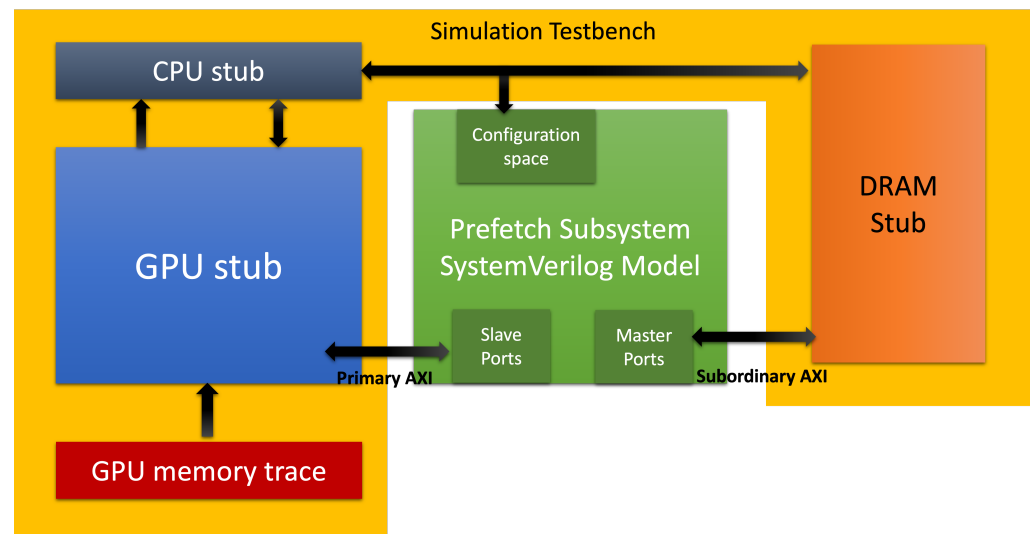 Simulation Testbench
CPU stub
Configuration
space
DRAM
Stub
Prefetch Subsystem
SystemVerilog Model
GPU stub
Slave
Ports
Master
Ports
Primary AXI
Subordinary AXI
GPU memory trace